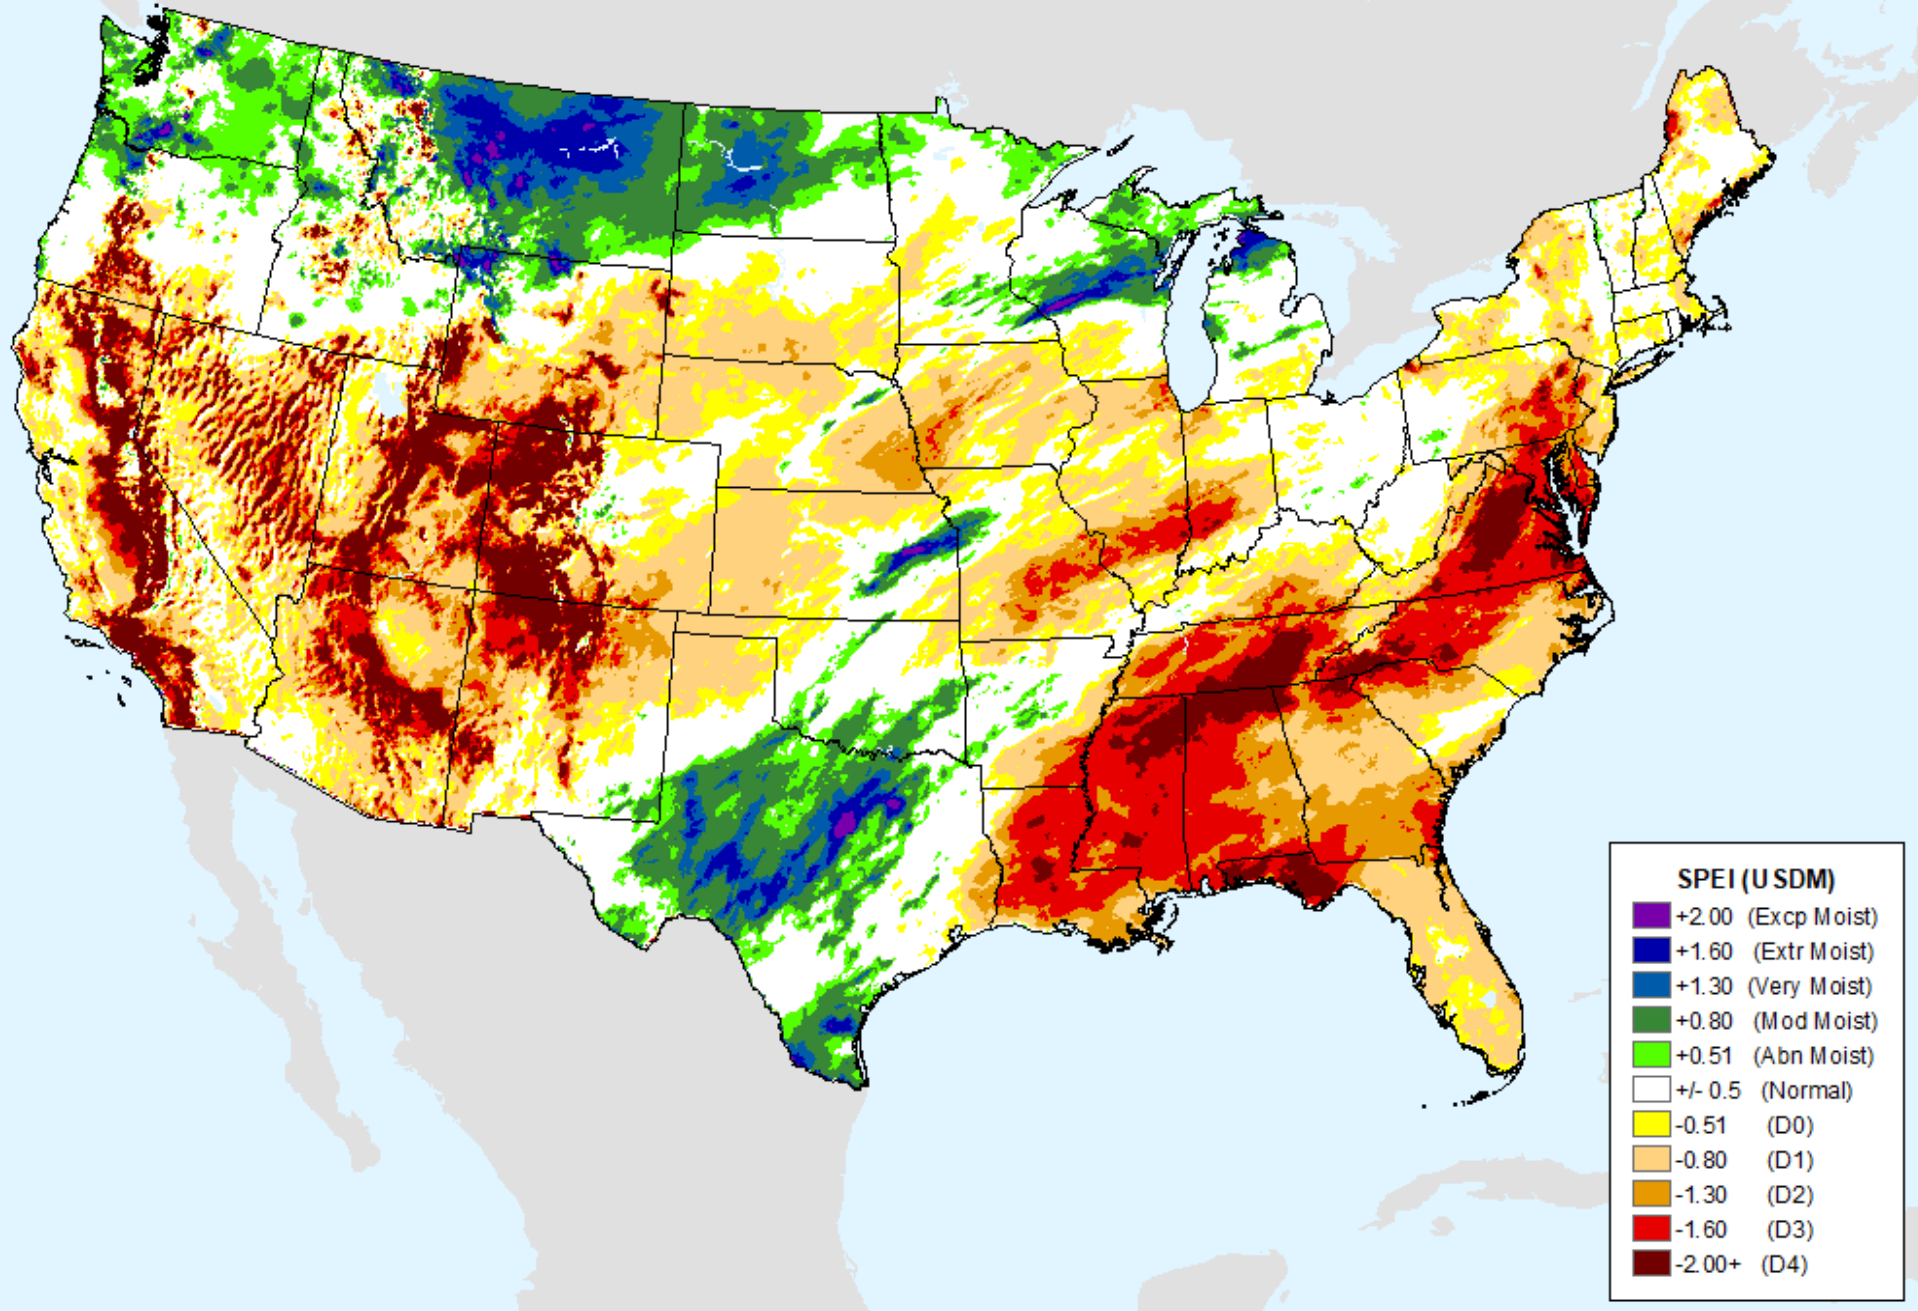 SPEI (USDM)
+2.00 (Excp Moist)
+1.60 (Extr Moist)
+1.30 (Very Moist)
+0.80 (Mod Moist)
+0.51 (Abn Moist)
+/- 0.5 (Normal)
-0.51 (D0)
-0.80 (D1)
-1.30 (D2)
-1.60 (D3)
-2.00+ (D4)